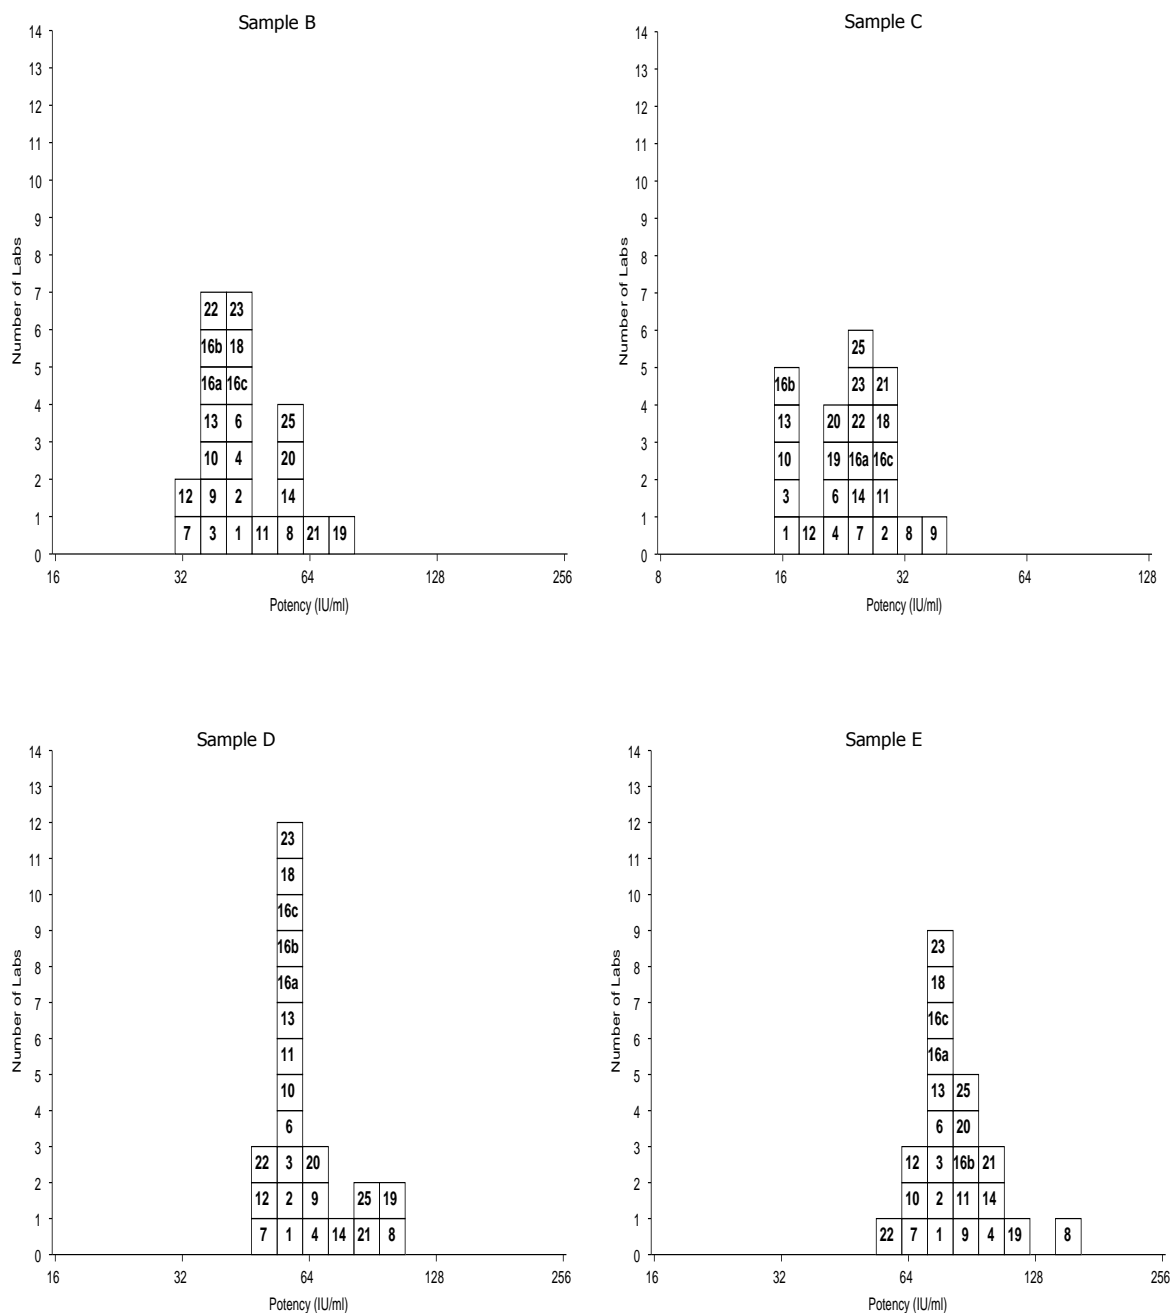 Sample B
14
13
12
11
10
9
8
7
6
5
4
3
2
1
0
Number of Labs
22 23
16b 18
16a 16c
13 6 25
10 4 20
12 9 2 14
7 3 1 11 8 21 19
16 32 64 128 256
Potency (IU/ml)
Sample C
14
13
12
11
10
9
8
7
6
5
4
3
2
1
0
Number of Labs
25
16b 23 21
13 20 22 18
10 19 16a 16c
3 6 14 11
1 12 4 7 2 8 9
8 16 32 64 128
Potency (IU/ml)
Sample D
14
13
12
11
10
9
8
7
6
5
4
3
2
1
0
Number of Labs
23
18
16c
16b
16a
13
11
10
6
22 3 20
12 2 9 25 19
7 1 4 14 21 8
16 32 64 128 256
Potency (IU/ml)
Sample E
14
13
12
11
10
9
8
7
6
5
4
3
2
1
0
Number of Labs
23
18
16c
16a
13 25
6 20
12 3 16b 21
10 2 11 14
22 7 1 9 4 19 8
16 32 64 128 256
Potency (IU/ml)